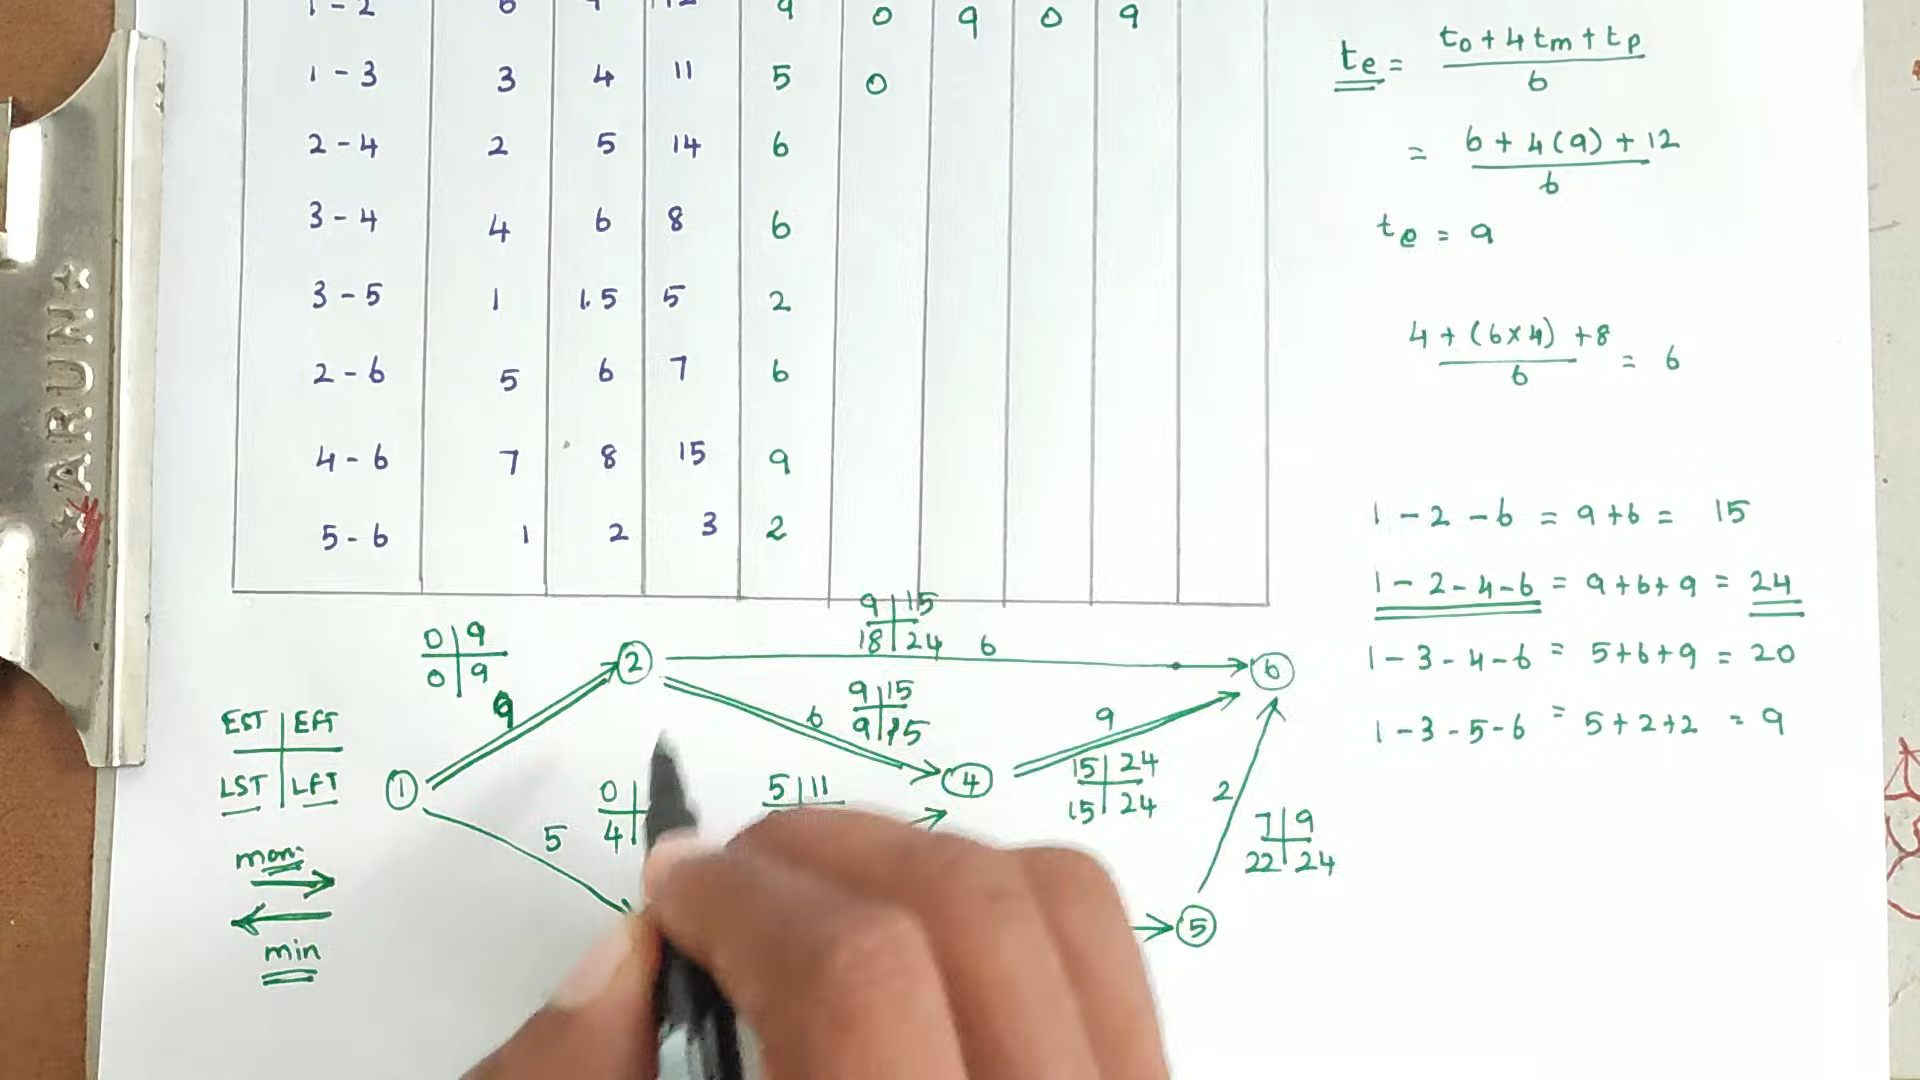 1 - 2 6 9 12 9 0 9 0 9
1 - 3 3 4 11 5 0
2 - 4 2 5 14 6
3 - 4 4 6 8 6
3 - 5 1 1.5 5 2
2 - 6 5 6 7 6
4 - 6 7 8 15 9
5 - 6 1 2 3 2
te = to + 4tm + tp
6
= 6 + 4(9) + 12
6
te = 9
4 + (6x4) + 8
6 = 6
1 - 2 - 6 = 9 + 6 = 15
1 - 2 - 4 - 6 = 9 + 6 + 9 = 24
1 - 3 - 4 - 6 = 5 + 6 + 9 = 20
1 - 3 - 5 - 6 = 5 + 2 + 2 = 9
0 9
0 9
9 15
18 24 6
2
6
9
6
9 15
9 15
9
15 24
15 24
EST EFT
LST LFT
1
4
5
0
4
5 11
2
7 9
22 24
5
min
ARUN